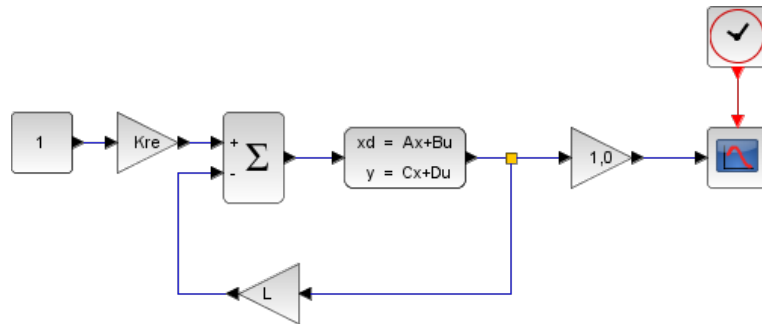 1
Kre
+
-
Σ
xd = Ax+Bu
y = Cx+Du
1,0
L